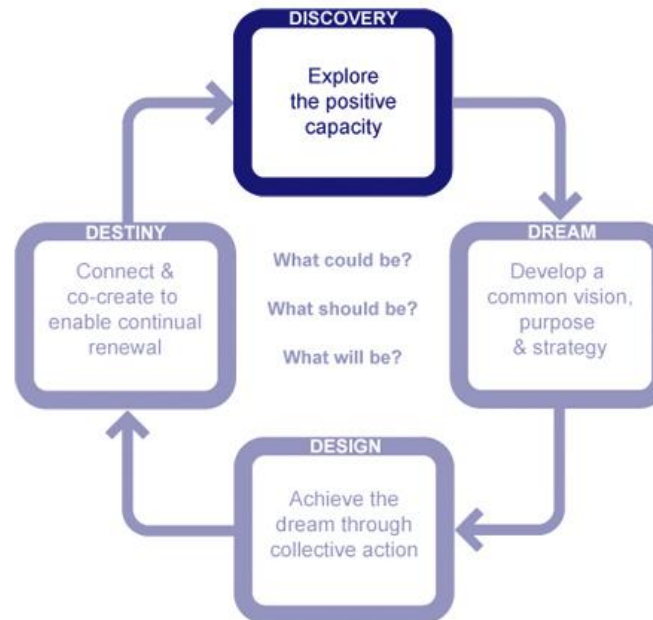 DISCOVERY
Explore
the positive
capacity
DREAM
Develop a
common vision,
purpose
& strategy
DESIGN
Achieve the
dream through
collective action
DESTINY
Connect &
co-create to
enable continual
renewal
What could be?
What should be?
What will be?